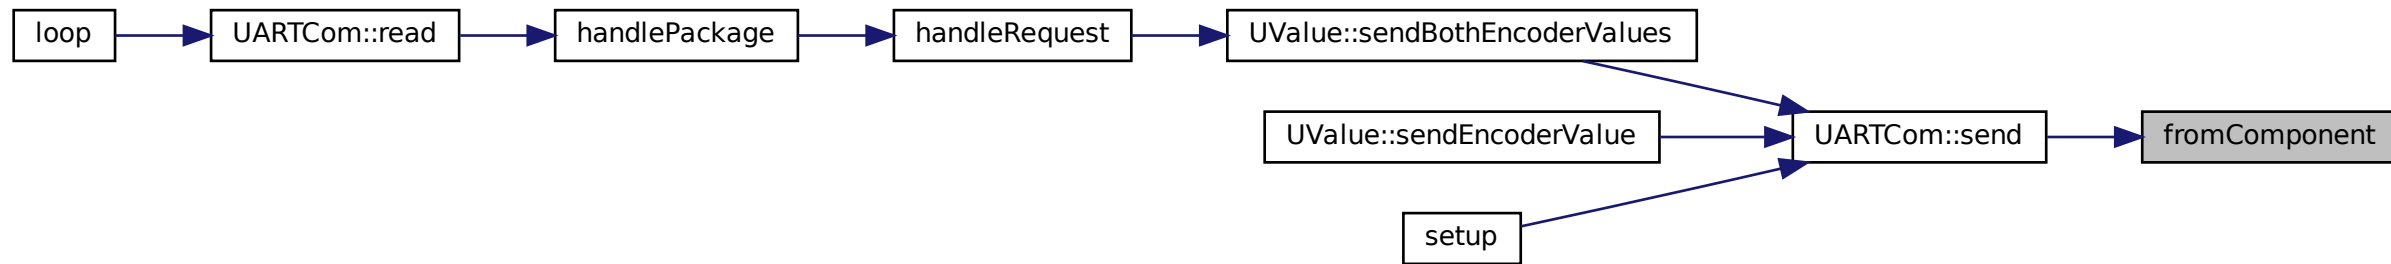 loop
UARTCom::read
handlePackage
handleRequest
UValue::sendBothEncoderValues
UValue::sendEncoderValue
UARTCom::send
fromComponent
setup